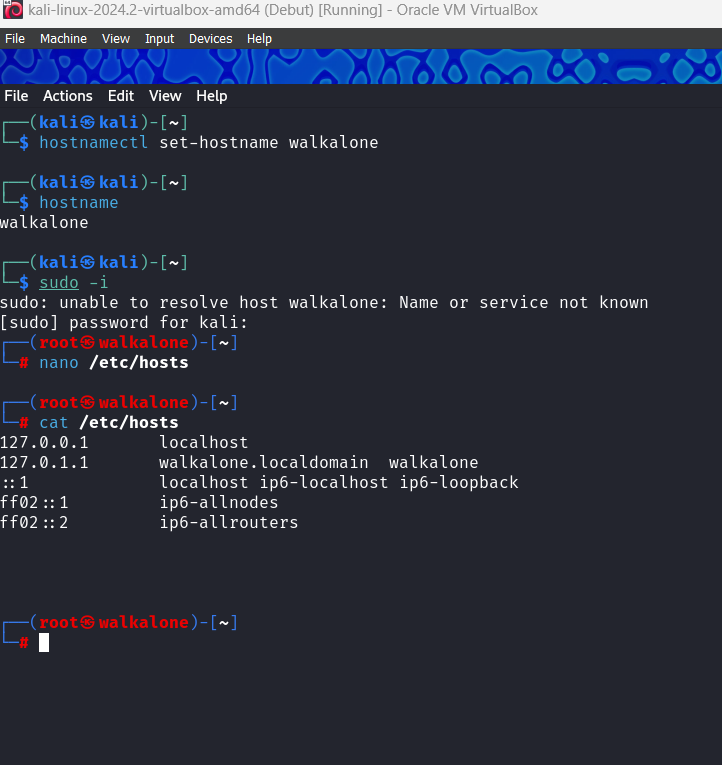 kali-linux-2024.2-virtualbox-amd64 (Debut) [Running] - Oracle VM VirtualBox
File Machine View Input Devices Help
File Actions Edit View Help
┌──(kali㉿kali)-[~]
└─$ hostnamectl set-hostname walkalone
┌──(kali㉿kali)-[~]
└─$ hostname
walkalone
┌──(kali㉿kali)-[~]
└─$ sudo -i
sudo: unable to resolve host walkalone: Name or service not known
[sudo] password for kali:
┌──(root㉿walkalone)-[~]
└─# nano /etc/hosts
┌──(root㉿walkalone)-[~]
└─# cat /etc/hosts
127.0.0.1       localhost
127.0.1.1       walkalone.localdomain  walkalone
::1             localhost ip6-localhost ip6-loopback
ff02::1         ip6-allnodes
ff02::2         ip6-allrouters
┌──(root㉿walkalone)-[~]
└─#